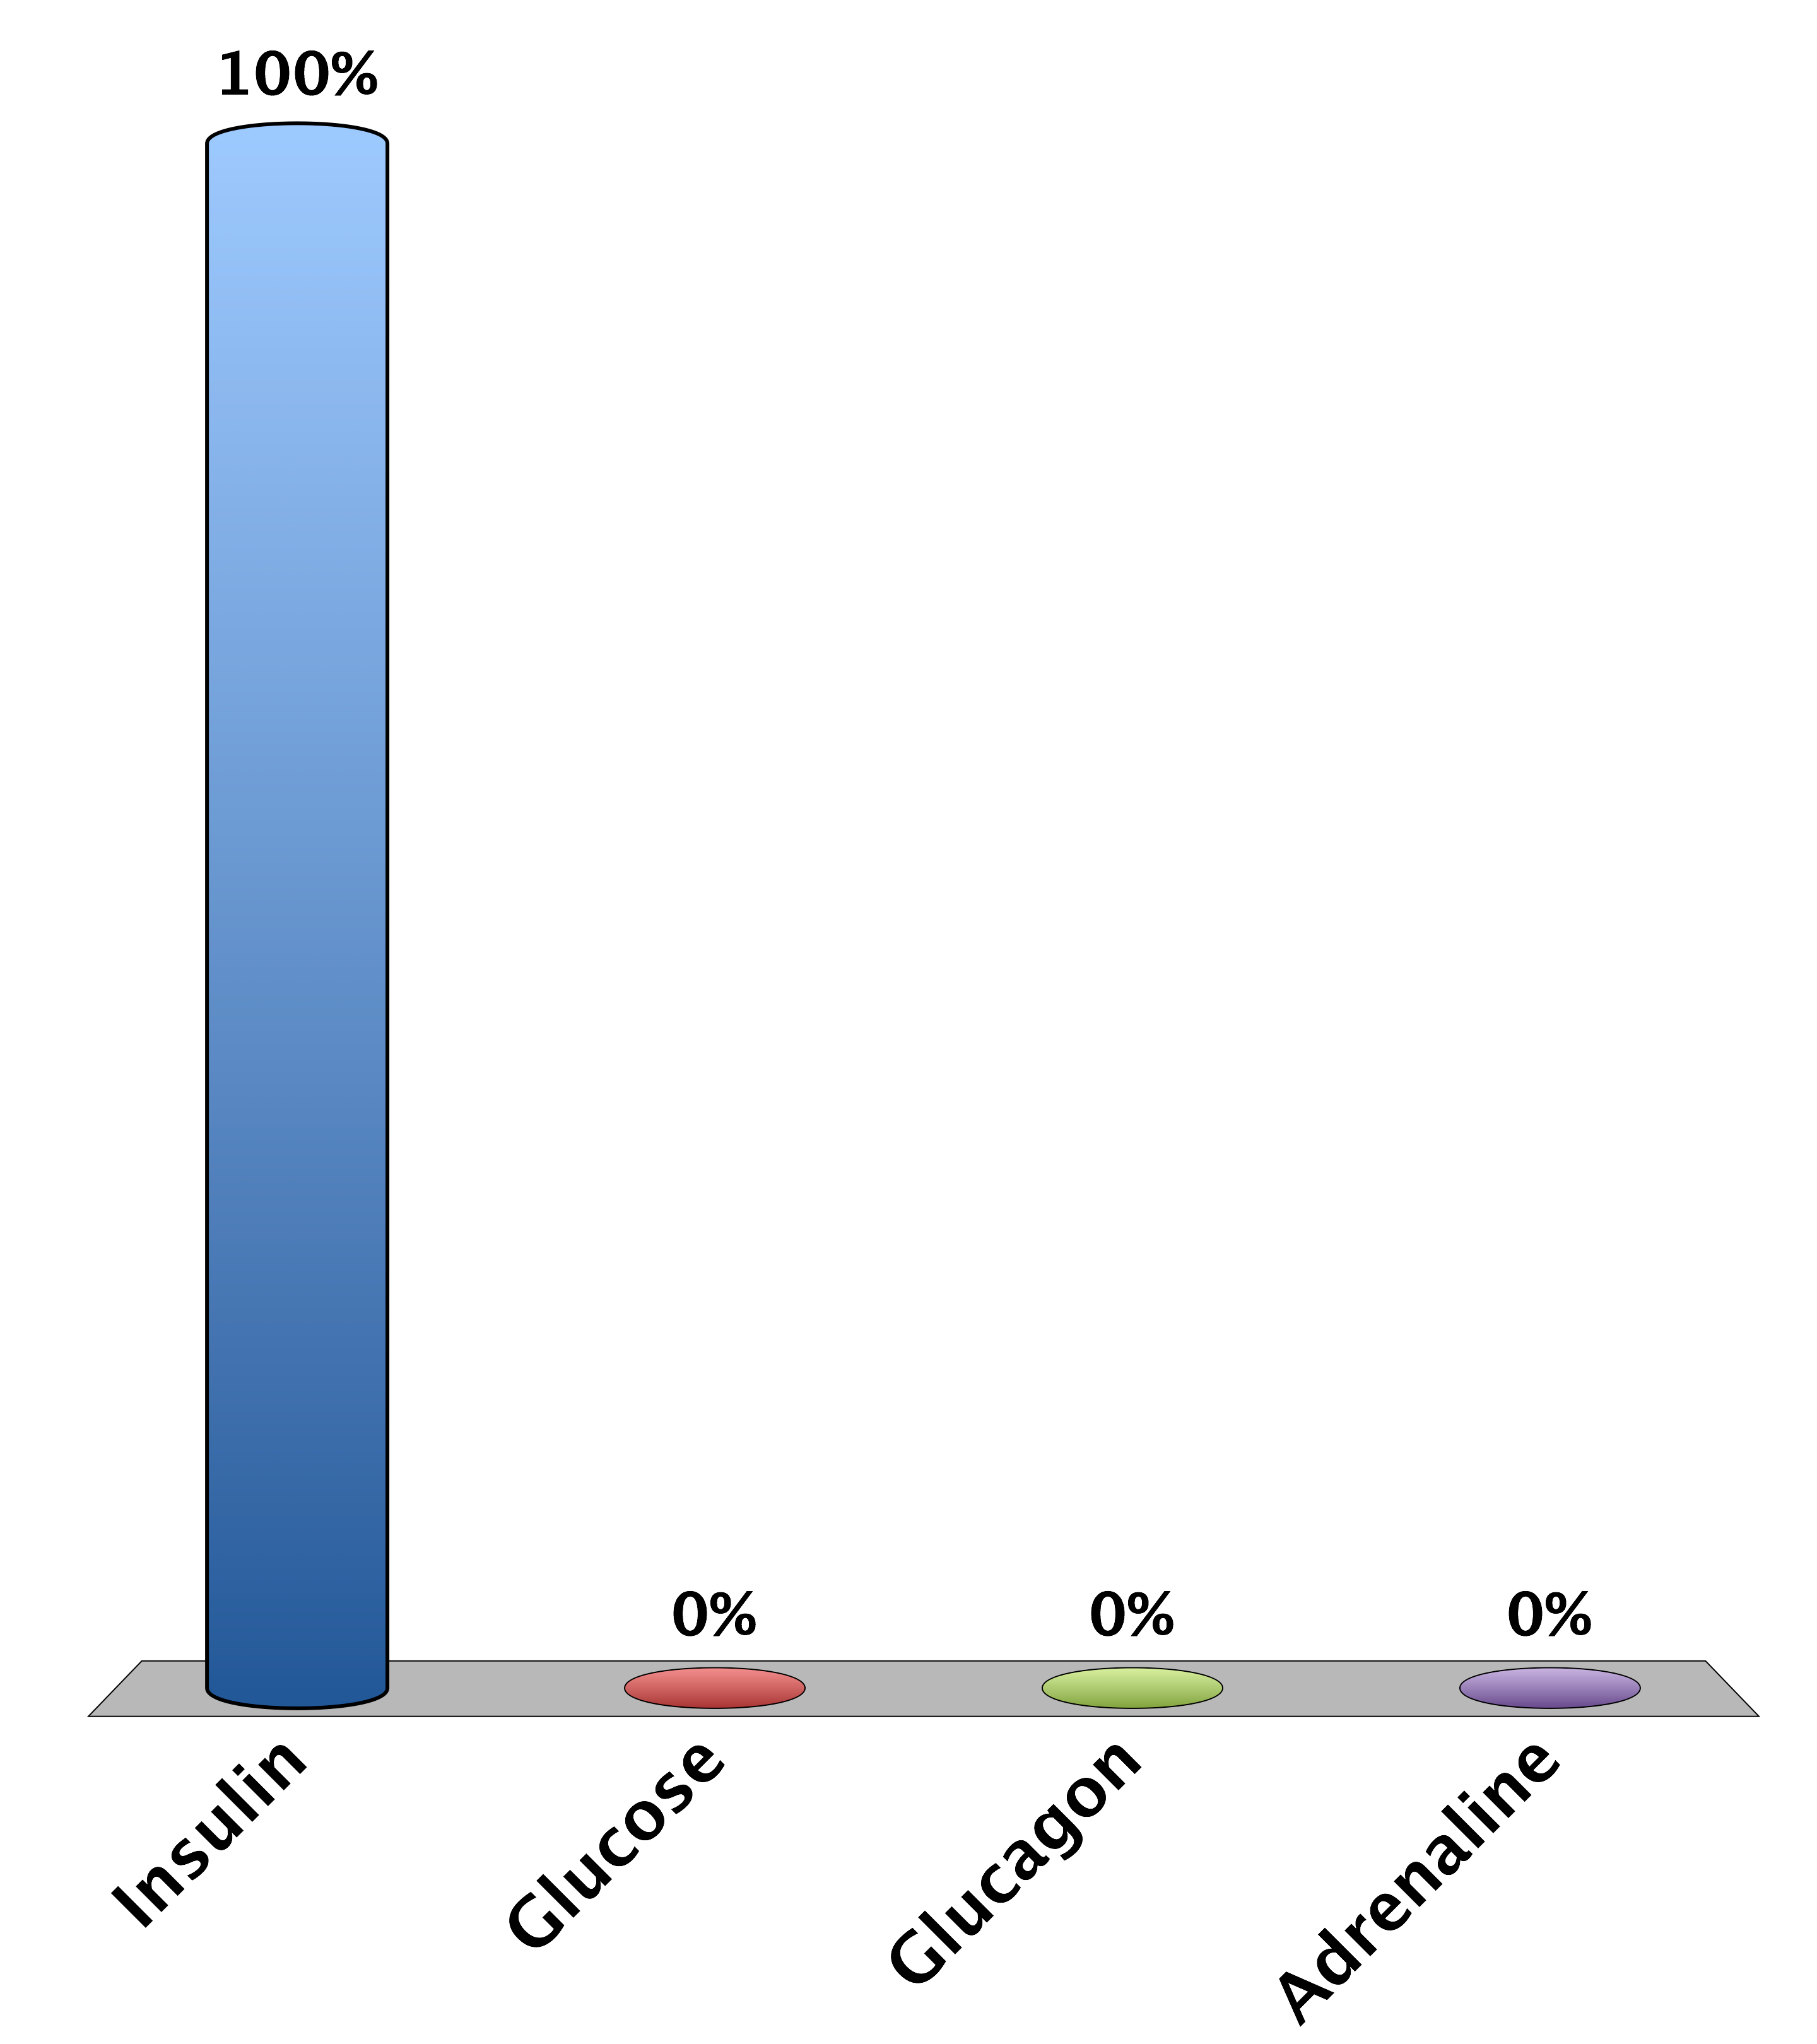 100%
0%
0%
0%
Insulin
Glucose
Glucagon
Adrenaline